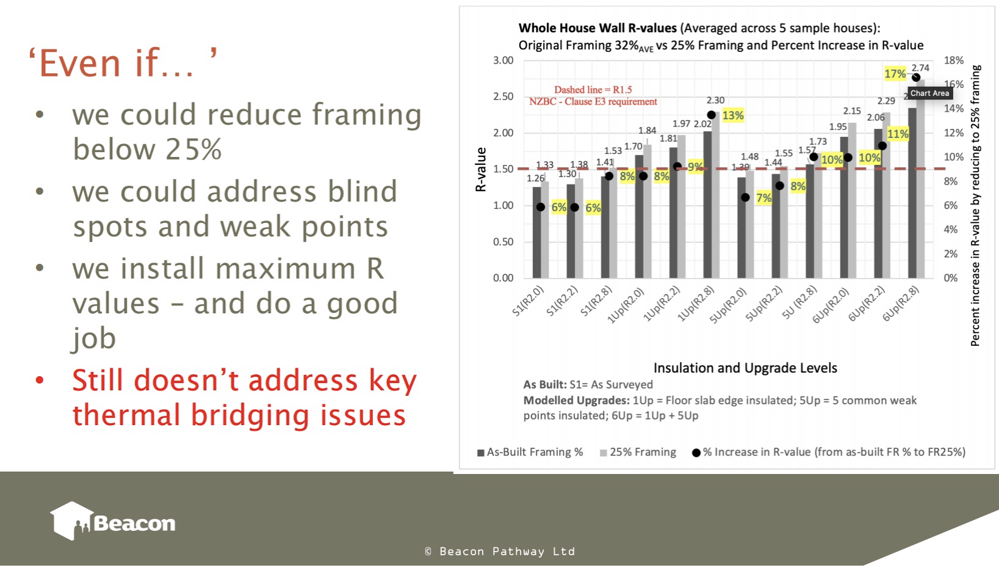 ‘Even if… ’
• we could reduce framing
below 25%
• we could address blind
spots and weak points
• we install maximum R
values – and do a good
job
• Still doesn’t address key
thermal bridging issues
Whole House Wall R-values (Averaged across 5 sample houses):
Original Framing 32%AVE vs 25% Framing and Percent Increase in R-value
Dashed line = R1.5
NZBC - Clause E3 requirement
R-value
3.00
2.50
2.00
1.50
1.00
0.50
0.00
1.26
1.33
1.30
1.38
1.41
1.53
1.70
1.84
1.81
1.97
2.02
2.30
1.39
1.48
1.44
1.55
1.57
1.73
1.95
2.15
2.06
2.29
2.74
6%
6%
8%
8%
9%
13%
7%
8%
10%
10%
11%
17%
Chart Area
18%
16%
14%
12%
10%
8%
6%
4%
2%
0%
Percent increase in R-value by reducing to 25% framing
S1(R2.0)
S1(R2.2)
S1(R2.8)
1Up(R2.0)
1Up(R2.2)
1Up(R2.8)
5Up(R2.0)
5Up(R2.2)
5U (R2.8)
6Up(R2.0)
6Up(R2.2)
6Up(R2.8)
Insulation and Upgrade Levels
As Built: S1= As Surveyed
Modelled Upgrades: 1Up = Floor slab edge insulated; 5Up = 5 common weak
points insulated; 6Up = 1Up + 5Up
As-Built Framing % 25% Framing % Increase in R-value (from as-built FR % to FR25%)
Beacon
© Beacon Pathway Ltd